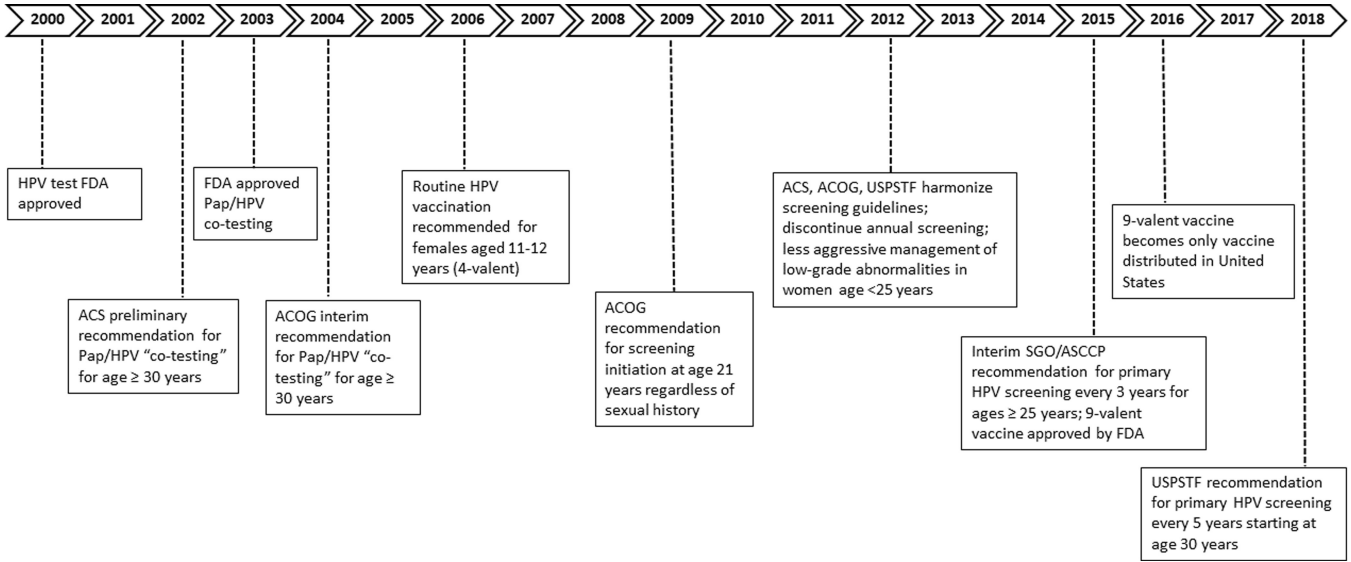 2000 2001 2002 2003 2004 2005 2006 2007 2008 2009 2010 2011 2012 2013 2014 2015 2016 2017 2018
HPV test FDA
approved
ACS preliminary
recommendation for
Pap/HPV “co-testing”
for age ≥ 30 years
FDA approved
Pap/HPV
co-testing
ACOG interim
recommendation
for Pap/HPV “co-
testing” for age ≥
30 years
Routine HPV
vaccination
recommended for
females aged 11-12
years (4-valent)
ACOG
recommendation
for screening
initiation at age 21
years regardless of
sexual history
ACS, ACOG, USPSTF harmonize
screening guidelines;
discontinue annual screening;
less aggressive management of
low-grade abnormalities in
women age <25 years
Interim SGO/ASCCP
recommendation for primary
HPV screening every 3 years for
ages ≥ 25 years; 9-valent
vaccine approved by FDA
9-valent vaccine
becomes only vaccine
distributed in United
States
USPSTF recommendation
for primary HPV screening
every 5 years starting at
age 30 years